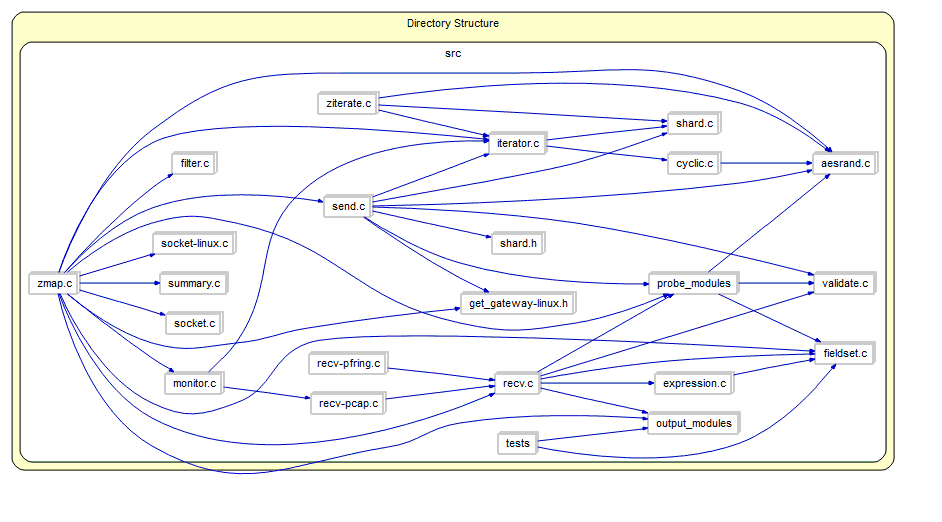 Directory Structure
src
ziterate.c
shard.c
iterator.c
filter.c
cyclic.c
aesrand.c
send.c
socket-linux.c
shard.h
zmap.c
summary.c
probe_modules
validate.c
get_gateway-linux.h
socket.c
fieldset.c
recv-pfring.c
monitor.c
recv.c
expression.c
recv-pcap.c
output_modules
tests